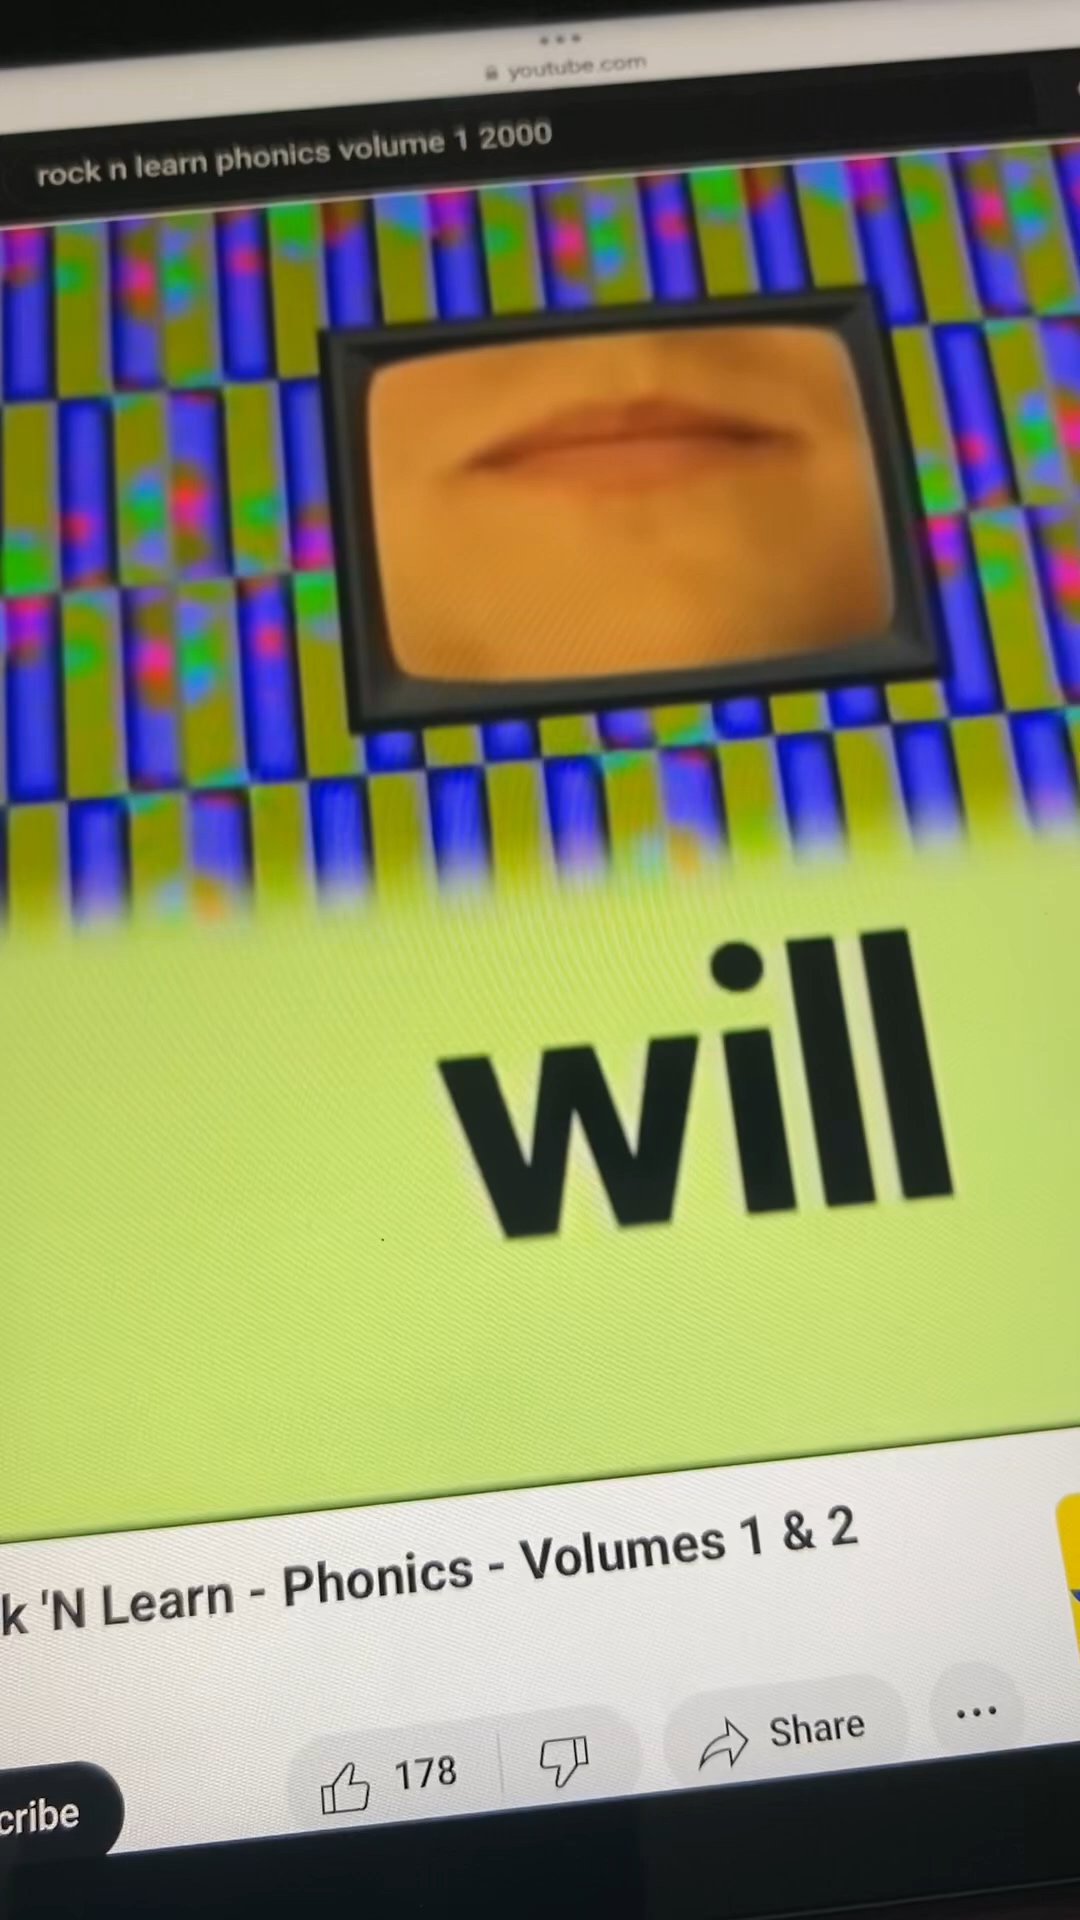 youtube.com
rock n learn phonics volume 1 2000
will
k 'N Learn - Phonics - Volumes 1 & 2
178
Share
cribe